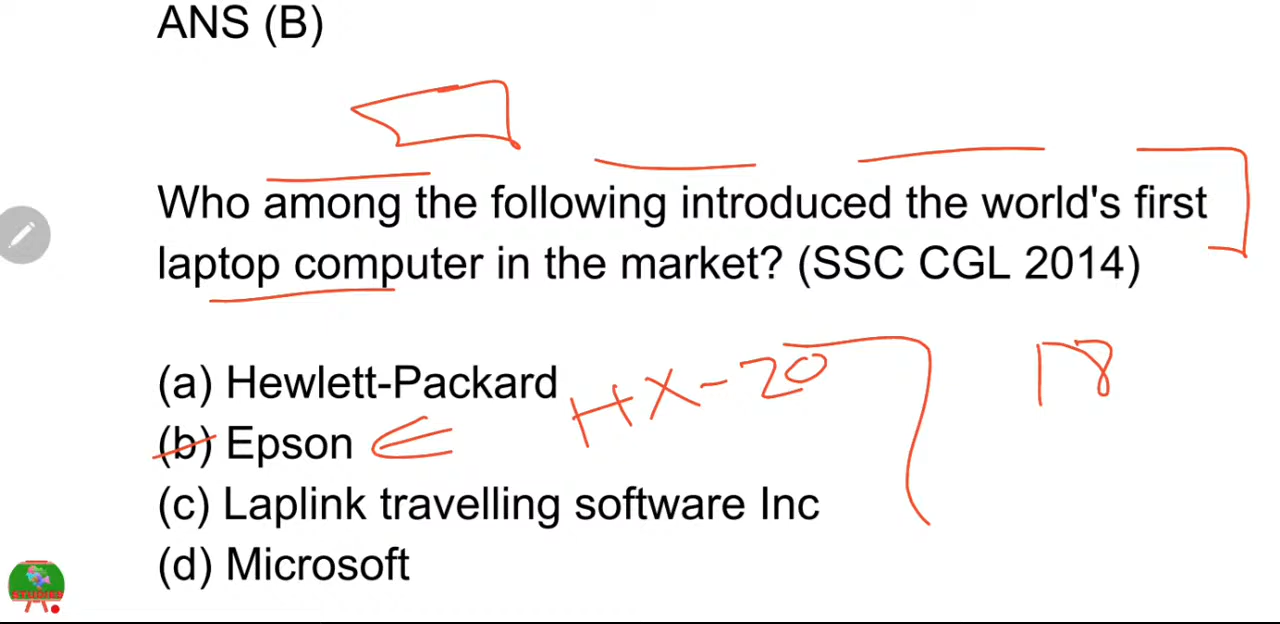 ANS (B)
Who among the following introduced the world's first
laptop computer in the market? (SSC CGL 2014)
(a) Hewlett-Packard
HX-20
(b) Epson
(c) Laplink travelling software Inc
(d) Microsoft